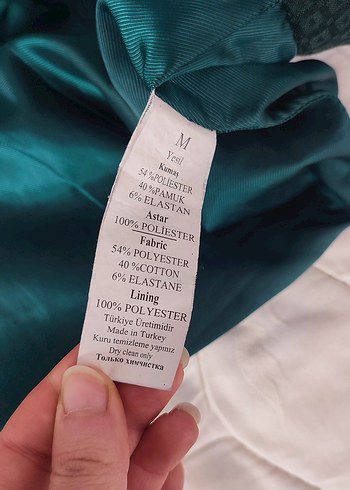 M
Yeşil
Kumaş
54 %POLİESTER
40 %PAMUK
6% ELASTAN
Astar
100% POLİESTER
Fabric
54% POLYESTER
40 %COTTON
6% ELASTANE
Lining
100% POLYESTER
Türkiye Üretimidir
Made in Turkey
Kuru temizleme yapınız
Dry clean only
Только химчистка